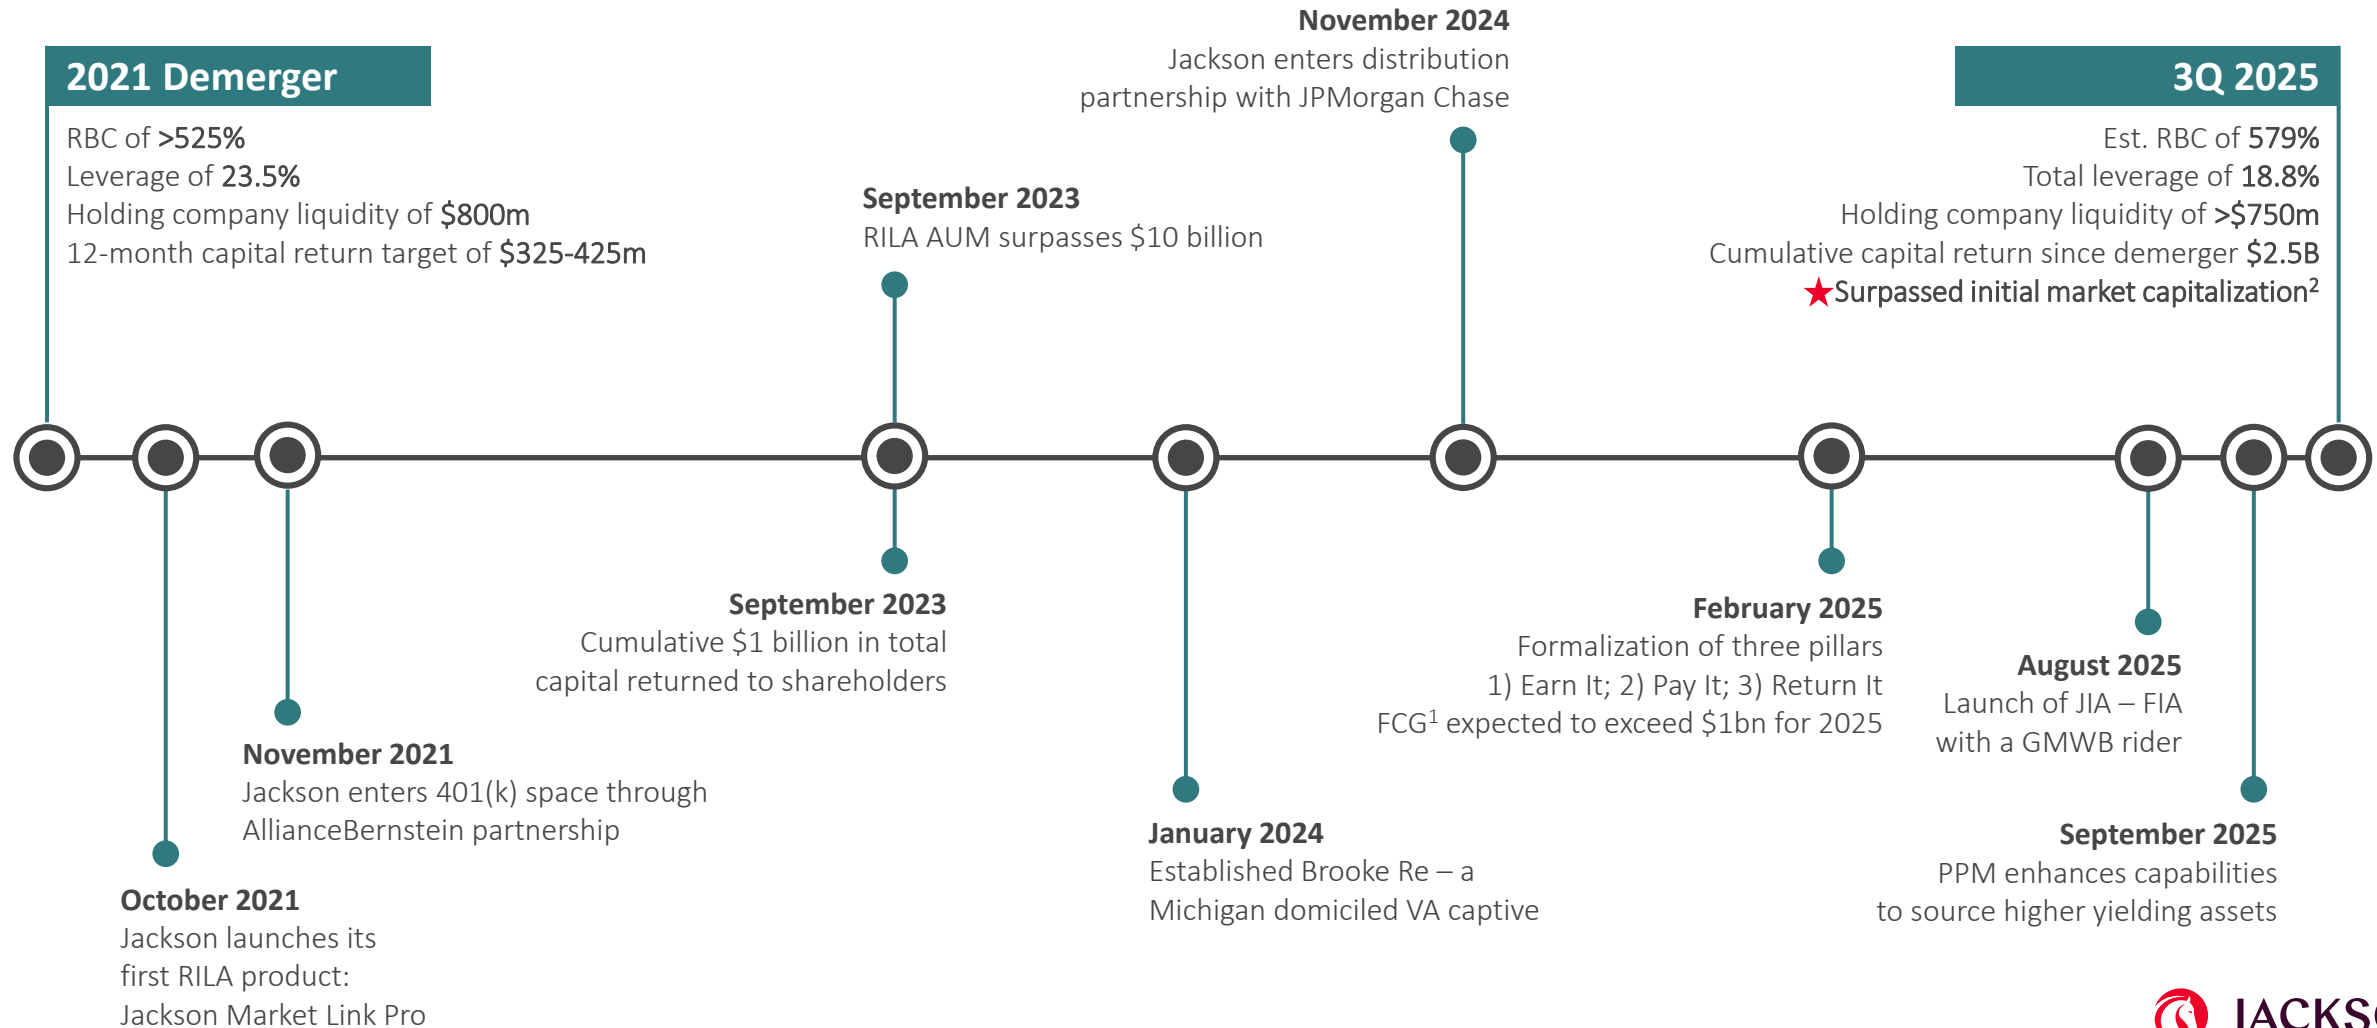 2021 Demerger
RBC of >525%
Leverage of 23.5%
Holding company liquidity of $800m
12-month capital return target of $325-425m
October 2021
Jackson launches its
first RILA product:
Jackson Market Link Pro
November 2021
Jackson enters 401(k) space through
AllianceBernstein partnership
September 2023
RILA AUM surpasses $10 billion
September 2023
Cumulative $1 billion in total
capital returned to shareholders
January 2024
Established Brooke Re – a
Michigan domiciled VA captive
November 2024
Jackson enters distribution
partnership with JPMorgan Chase
February 2025
Formalization of three pillars
1) Earn It; 2) Pay It; 3) Return It
FCG¹ expected to exceed $1bn for 2025
August 2025
Launch of JIA – FIA
with a GMWB rider
September 2025
PPM enhances capabilities
to source higher yielding assets
3Q 2025
Est. RBC of 579%
Total leverage of 18.8%
Holding company liquidity of >$750m
Cumulative capital return since demerger $2.5B
★Surpassed initial market capitalization²